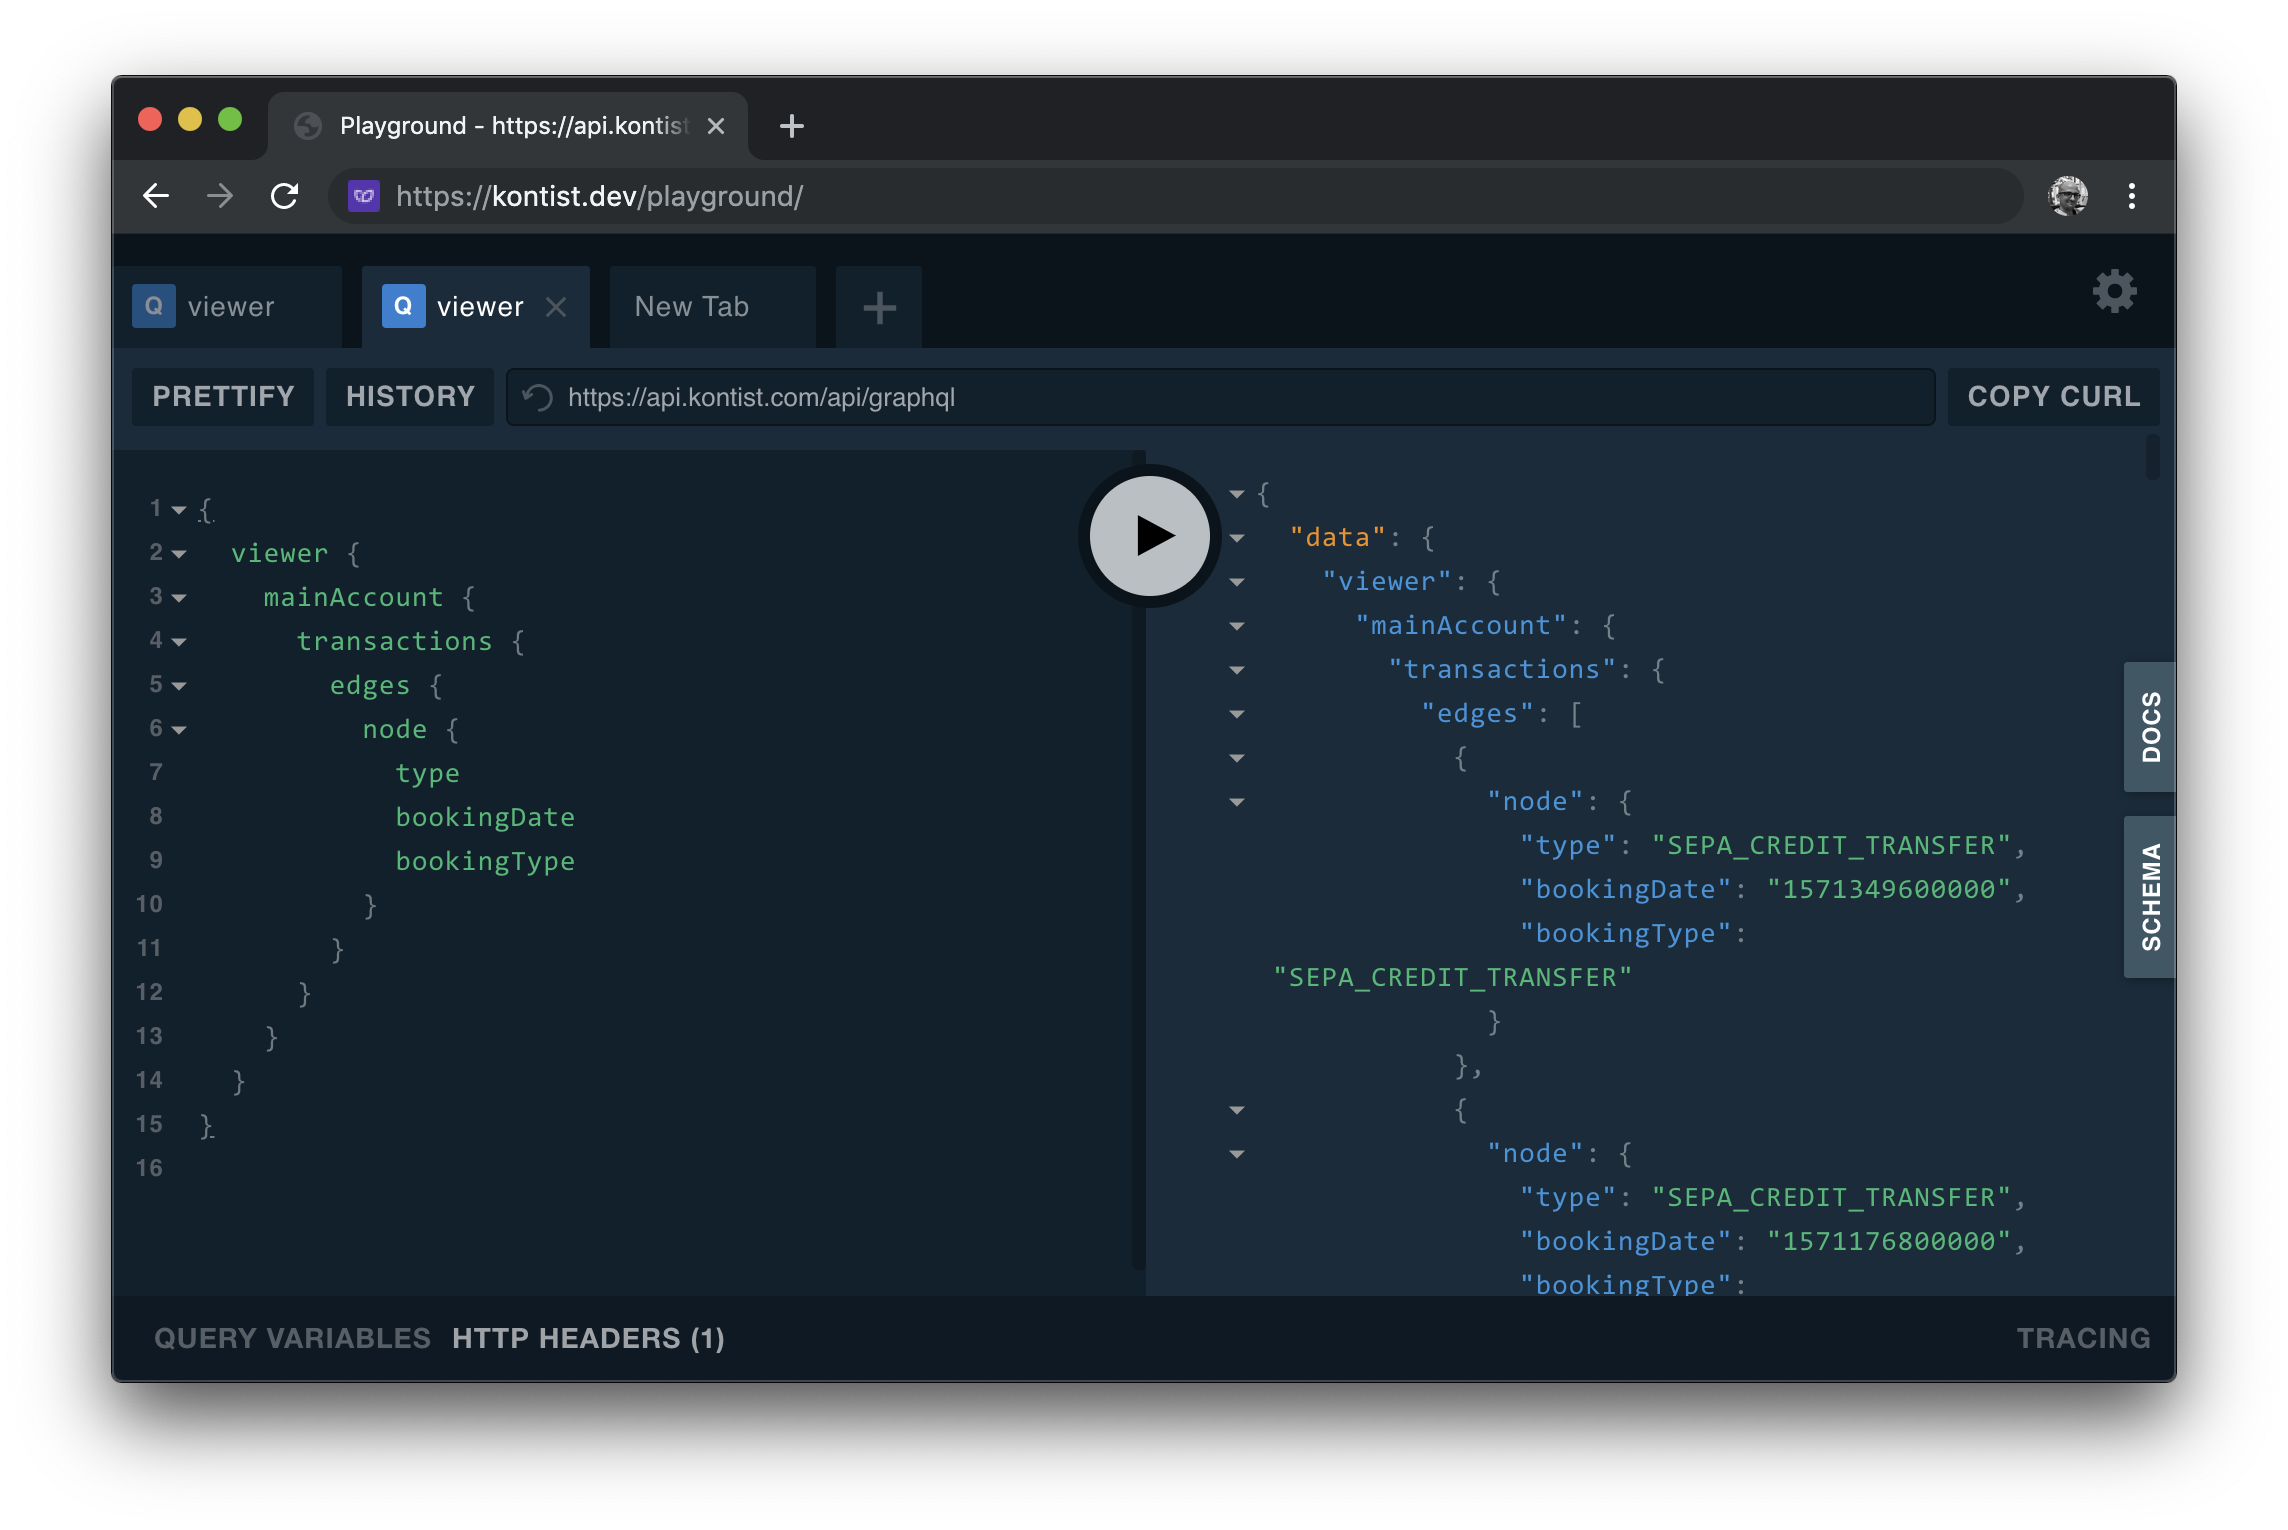 Playground - https://api.kontist
https://kontist.dev/playground/
Q viewer
Q viewer
New Tab
PRETTIFY
HISTORY
https://api.kontist.com/api/graphql
COPY CURL
1 {
2 viewer {
3 mainAccount {
4 transactions {
5 edges {
6 node {
7 type
8 bookingDate
9 bookingType
10 }
11 }
12 }
13 }
14 }
15 }
16
{
"data": {
"viewer": {
"mainAccount": {
"transactions": {
"edges": [
{
"node": {
"type": "SEPA_CREDIT_TRANSFER",
"bookingDate": "1571349600000",
"bookingType":
"SEPA_CREDIT_TRANSFER"
}
},
{
"node": {
"type": "SEPA_CREDIT_TRANSFER",
"bookingDate": "1571176800000",
"bookingType":
DOCS
SCHEMA
QUERY VARIABLES
HTTP HEADERS (1)
TRACING